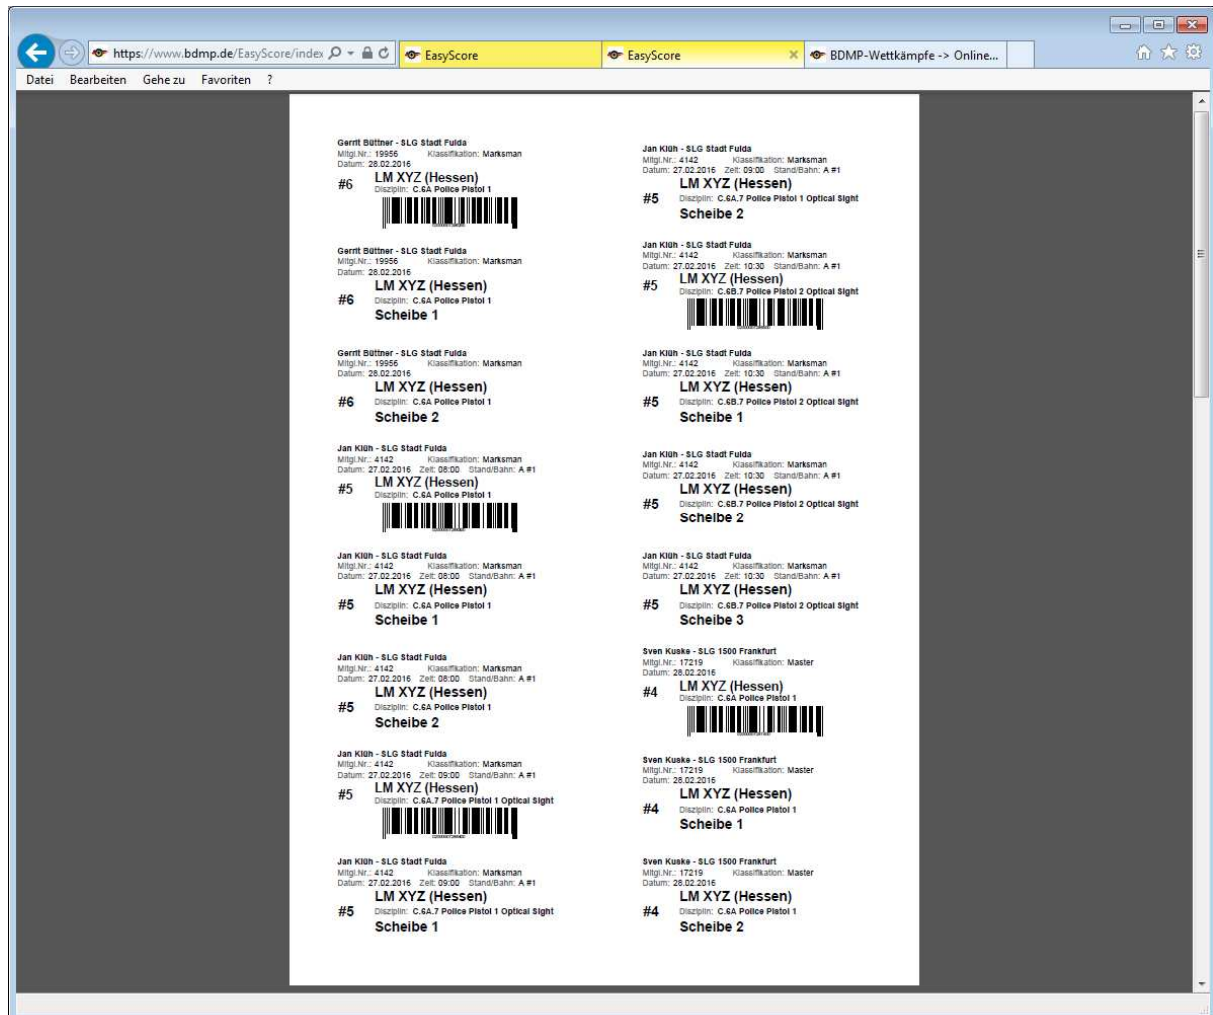 https://www.bdmp.de/EasyScore/index
EasyScore
EasyScore
BDMP-Wettkämpfe -> Online...
Datei Bearbeiten Gehe zu Favoriten ?
Gerrit Büttner - SLG Stadt Fulda
Mitgl.Nr.: 19956 Klassifikation: Marksman
Datum: 28.02.2016
LM XYZ (Hessen)
#6 Disziplin: C.6A Police Pistol 1
Gerrit Büttner - SLG Stadt Fulda
Mitgl.Nr.: 19956 Klassifikation: Marksman
Datum: 28.02.2016
LM XYZ (Hessen)
#6 Disziplin: C.6A Police Pistol 1
Scheibe 1
Gerrit Büttner - SLG Stadt Fulda
Mitgl.Nr.: 19956 Klassifikation: Marksman
Datum: 28.02.2016
LM XYZ (Hessen)
#6 Disziplin: C.6A Police Pistol 1
Scheibe 2
Jan Klüh - SLG Stadt Fulda
Mitgl.Nr.: 4142 Klassifikation: Marksman
Datum: 27.02.2016 Zeit: 08:00 Stand/Bahn: A #1
LM XYZ (Hessen)
#5 Disziplin: C.6A Police Pistol 1
Jan Klüh - SLG Stadt Fulda
Mitgl.Nr.: 4142 Klassifikation: Marksman
Datum: 27.02.2016 Zeit: 08:00 Stand/Bahn: A #1
LM XYZ (Hessen)
#5 Disziplin: C.6A Police Pistol 1
Scheibe 1
Jan Klüh - SLG Stadt Fulda
Mitgl.Nr.: 4142 Klassifikation: Marksman
Datum: 27.02.2016 Zeit: 08:00 Stand/Bahn: A #1
LM XYZ (Hessen)
#5 Disziplin: C.6A Police Pistol 1
Scheibe 2
Jan Klüh - SLG Stadt Fulda
Mitgl.Nr.: 4142 Klassifikation: Marksman
Datum: 27.02.2016 Zeit: 09:00 Stand/Bahn: A #1
LM XYZ (Hessen)
#5 Disziplin: C.6A.7 Police Pistol 1 Optical Sight
Jan Klüh - SLG Stadt Fulda
Mitgl.Nr.: 4142 Klassifikation: Marksman
Datum: 27.02.2016 Zeit: 09:00 Stand/Bahn: A #1
LM XYZ (Hessen)
#5 Disziplin: C.6A.7 Police Pistol 1 Optical Sight
Scheibe 1
Jan Klüh - SLG Stadt Fulda
Mitgl.Nr.: 4142 Klassifikation: Marksman
Datum: 27.02.2016 Zeit: 09:00 Stand/Bahn: A #1
LM XYZ (Hessen)
#5 Disziplin: C.6A.7 Police Pistol 1 Optical Sight
Scheibe 2
Jan Klüh - SLG Stadt Fulda
Mitgl.Nr.: 4142 Klassifikation: Marksman
Datum: 27.02.2016 Zeit: 10:30 Stand/Bahn: A #1
LM XYZ (Hessen)
#5 Disziplin: C.6B.7 Police Pistol 2 Optical Sight
Jan Klüh - SLG Stadt Fulda
Mitgl.Nr.: 4142 Klassifikation: Marksman
Datum: 27.02.2016 Zeit: 10:30 Stand/Bahn: A #1
LM XYZ (Hessen)
#5 Disziplin: C.6B.7 Police Pistol 2 Optical Sight
Scheibe 1
Jan Klüh - SLG Stadt Fulda
Mitgl.Nr.: 4142 Klassifikation: Marksman
Datum: 27.02.2016 Zeit: 10:30 Stand/Bahn: A #1
LM XYZ (Hessen)
#5 Disziplin: C.6B.7 Police Pistol 2 Optical Sight
Scheibe 2
Jan Klüh - SLG Stadt Fulda
Mitgl.Nr.: 4142 Klassifikation: Marksman
Datum: 27.02.2016 Zeit: 10:30 Stand/Bahn: A #1
LM XYZ (Hessen)
#5 Disziplin: C.6B.7 Police Pistol 2 Optical Sight
Scheibe 3
Sven Kuske - SLG 1500 Frankfurt
Mitgl.Nr.: 17219 Klassifikation: Master
Datum: 28.02.2016
LM XYZ (Hessen)
#4 Disziplin: C.6A Police Pistol 1
Sven Kuske - SLG 1500 Frankfurt
Mitgl.Nr.: 17219 Klassifikation: Master
Datum: 28.02.2016
LM XYZ (Hessen)
#4 Disziplin: C.6A Police Pistol 1
Scheibe 1
Sven Kuske - SLG 1500 Frankfurt
Mitgl.Nr.: 17219 Klassifikation: Master
Datum: 28.02.2016
LM XYZ (Hessen)
#4 Disziplin: C.6A Police Pistol 1
Scheibe 2